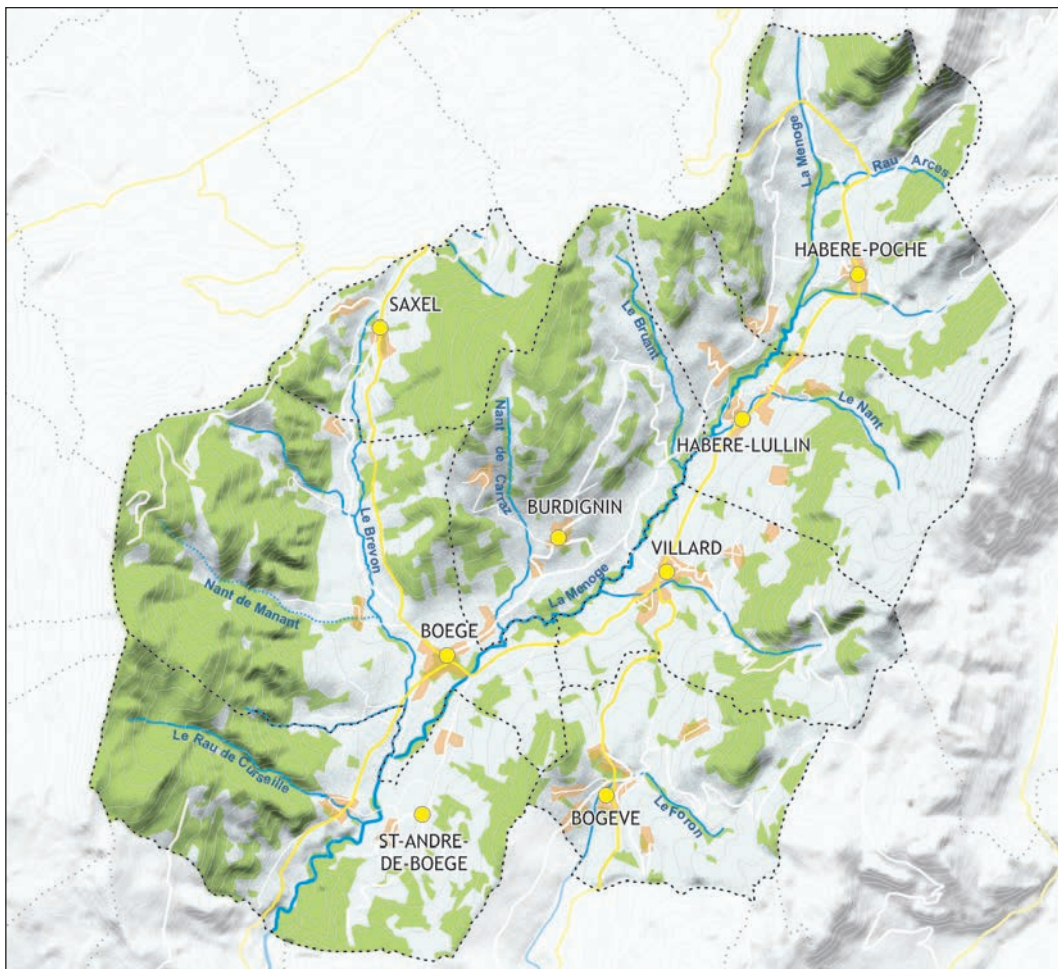 La Menoge
Rau Arces
HABERE-POCHE
SAXEL
Le Bruant
Le Nant
HABERE-LULLIN
Nant de Carraz
BURDIGNIN
Le Brevon
VILLARD
La Menoge
Nant de Manant
BOEGE
Le Rau de Curseille
BOGEVE
Le Foron
ST-ANDRE-
DE-BOEGE